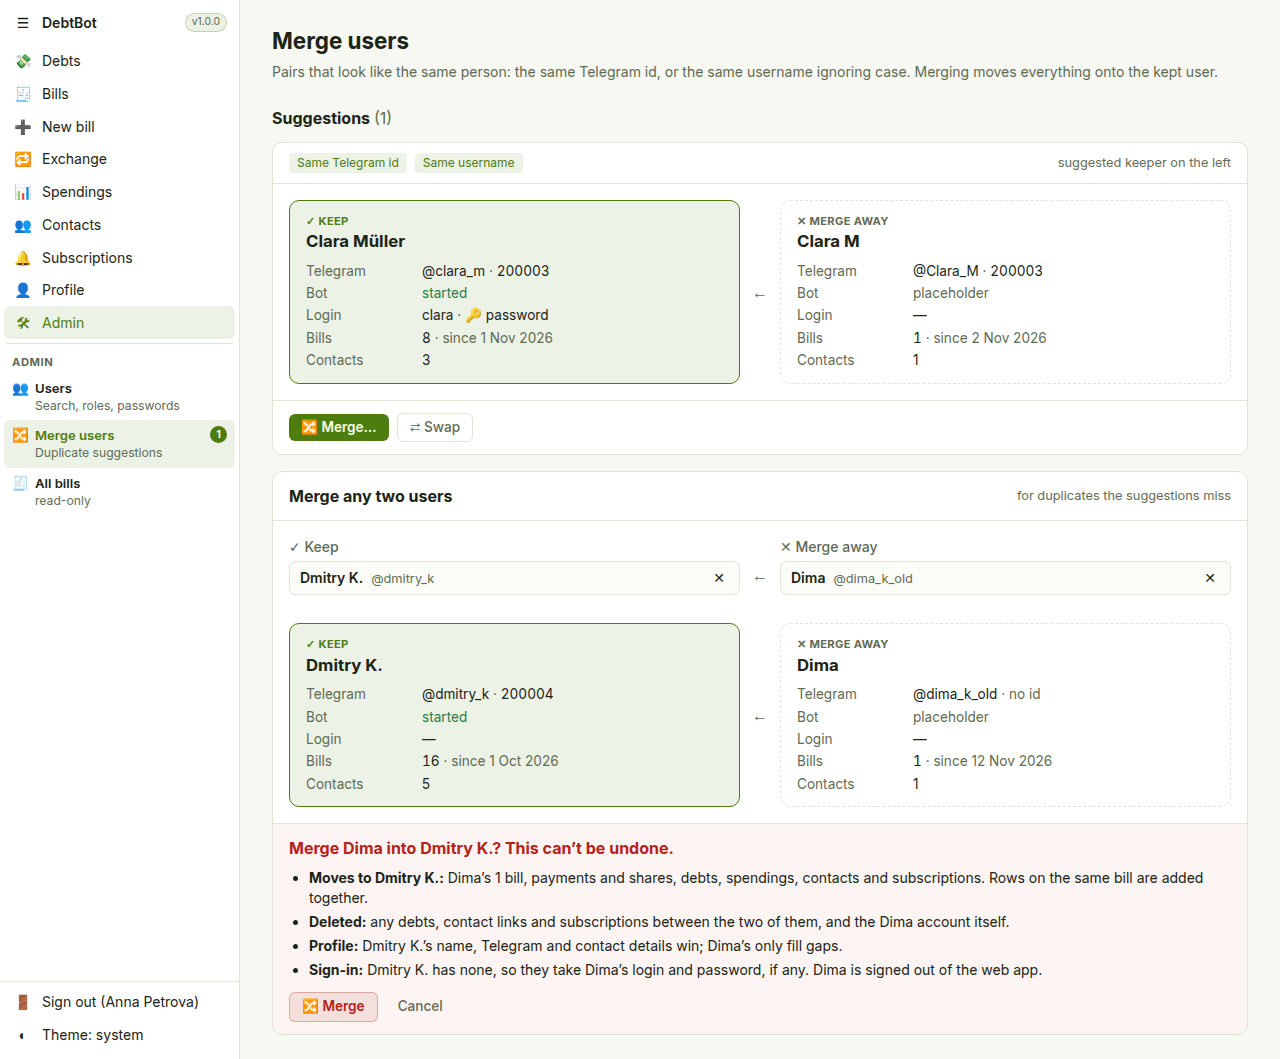 ☰ DebtBot v1.0.0
💸 Debts
🧾 Bills
➕ New bill
🔁 Exchange
📊 Spendings
👥 Contacts
🔔 Subscriptions
👤 Profile
🛠 Admin
ADMIN
👥 Users
Search, roles, passwords
🔀 Merge users 1
Duplicate suggestions
🧾 All bills
read-only
🚪 Sign out (Anna Petrova)
Theme: system
Merge users
Pairs that look like the same person: the same Telegram id, or the same username ignoring case. Merging moves everything onto the kept user.
Suggestions (1)
Same Telegram id Same username suggested keeper on the left
✓ KEEP
Clara Müller
Telegram @clara_m · 200003
Bot started
Login clara · 🔑 password
Bills 8 · since 1 Nov 2026
Contacts 3
←
✕ MERGE AWAY
Clara M
Telegram @Clara_M · 200003
Bot placeholder
Login —
Bills 1 · since 2 Nov 2026
Contacts 1
🔀 Merge... ⇄ Swap
Merge any two users for duplicates the suggestions miss
✓ Keep
Dmitry K. @dmitry_k ✕
←
✕ Merge away
Dima @dima_k_old ✕
✓ KEEP
Dmitry K.
Telegram @dmitry_k · 200004
Bot started
Login —
Bills 16 · since 1 Oct 2026
Contacts 5
←
✕ MERGE AWAY
Dima
Telegram @dima_k_old · no id
Bot placeholder
Login —
Bills 1 · since 12 Nov 2026
Contacts 1
Merge Dima into Dmitry K.? This can’t be undone.
• Moves to Dmitry K.: Dima’s 1 bill, payments and shares, debts, spendings, contacts and subscriptions. Rows on the same bill are added
together.
• Deleted: any debts, contact links and subscriptions between the two of them, and the Dima account itself.
• Profile: Dmitry K.’s name, Telegram and contact details win; Dima’s only fill gaps.
• Sign-in: Dmitry K. has none, so they take Dima’s login and password, if any. Dima is signed out of the web app.
🔀 Merge Cancel